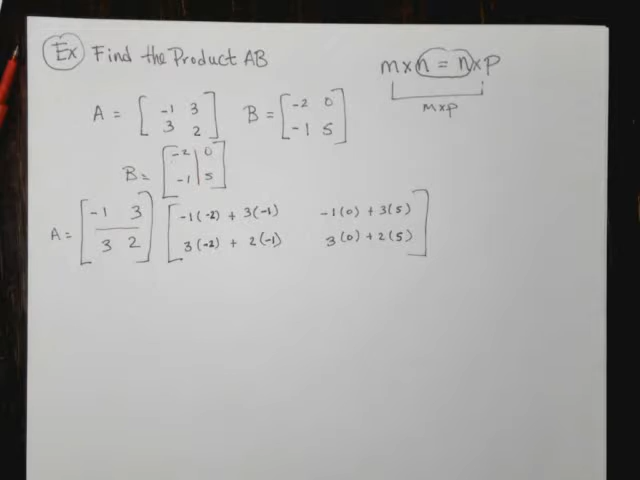 Ex Find the Product AB
m x n = n x p
m x p
A = [ -1 3
3 2 ]
B = [ -2 0
-1 5 ]
B = [ -2 | 0
-1 | 5 ]
A = [ -1 3
3 2 ]
[ -1(-2) + 3(-1) -1(0) + 3(5)
3(-2) + 2(-1) 3(0) + 2(5) ]